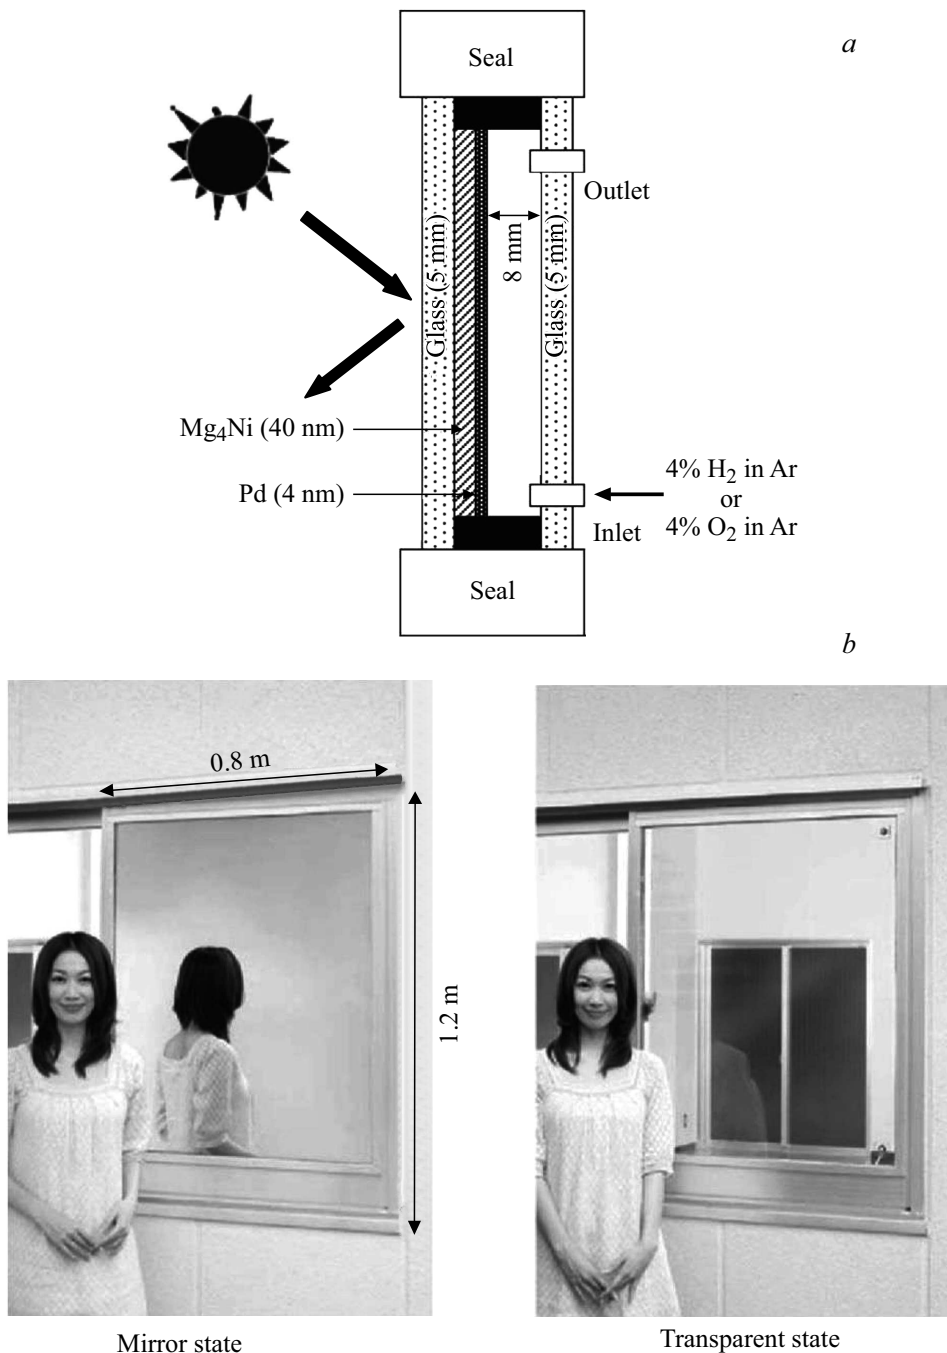 a
Seal
Outlet
Glass (5 mm)
8 mm
Glass (5 mm)
Mg4Ni (40 nm)
Pd (4 nm)
4% H2 in Ar
or
4% O2 in Ar
Inlet
Seal
b
0.8 m
1.2 m
Mirror state
Transparent state